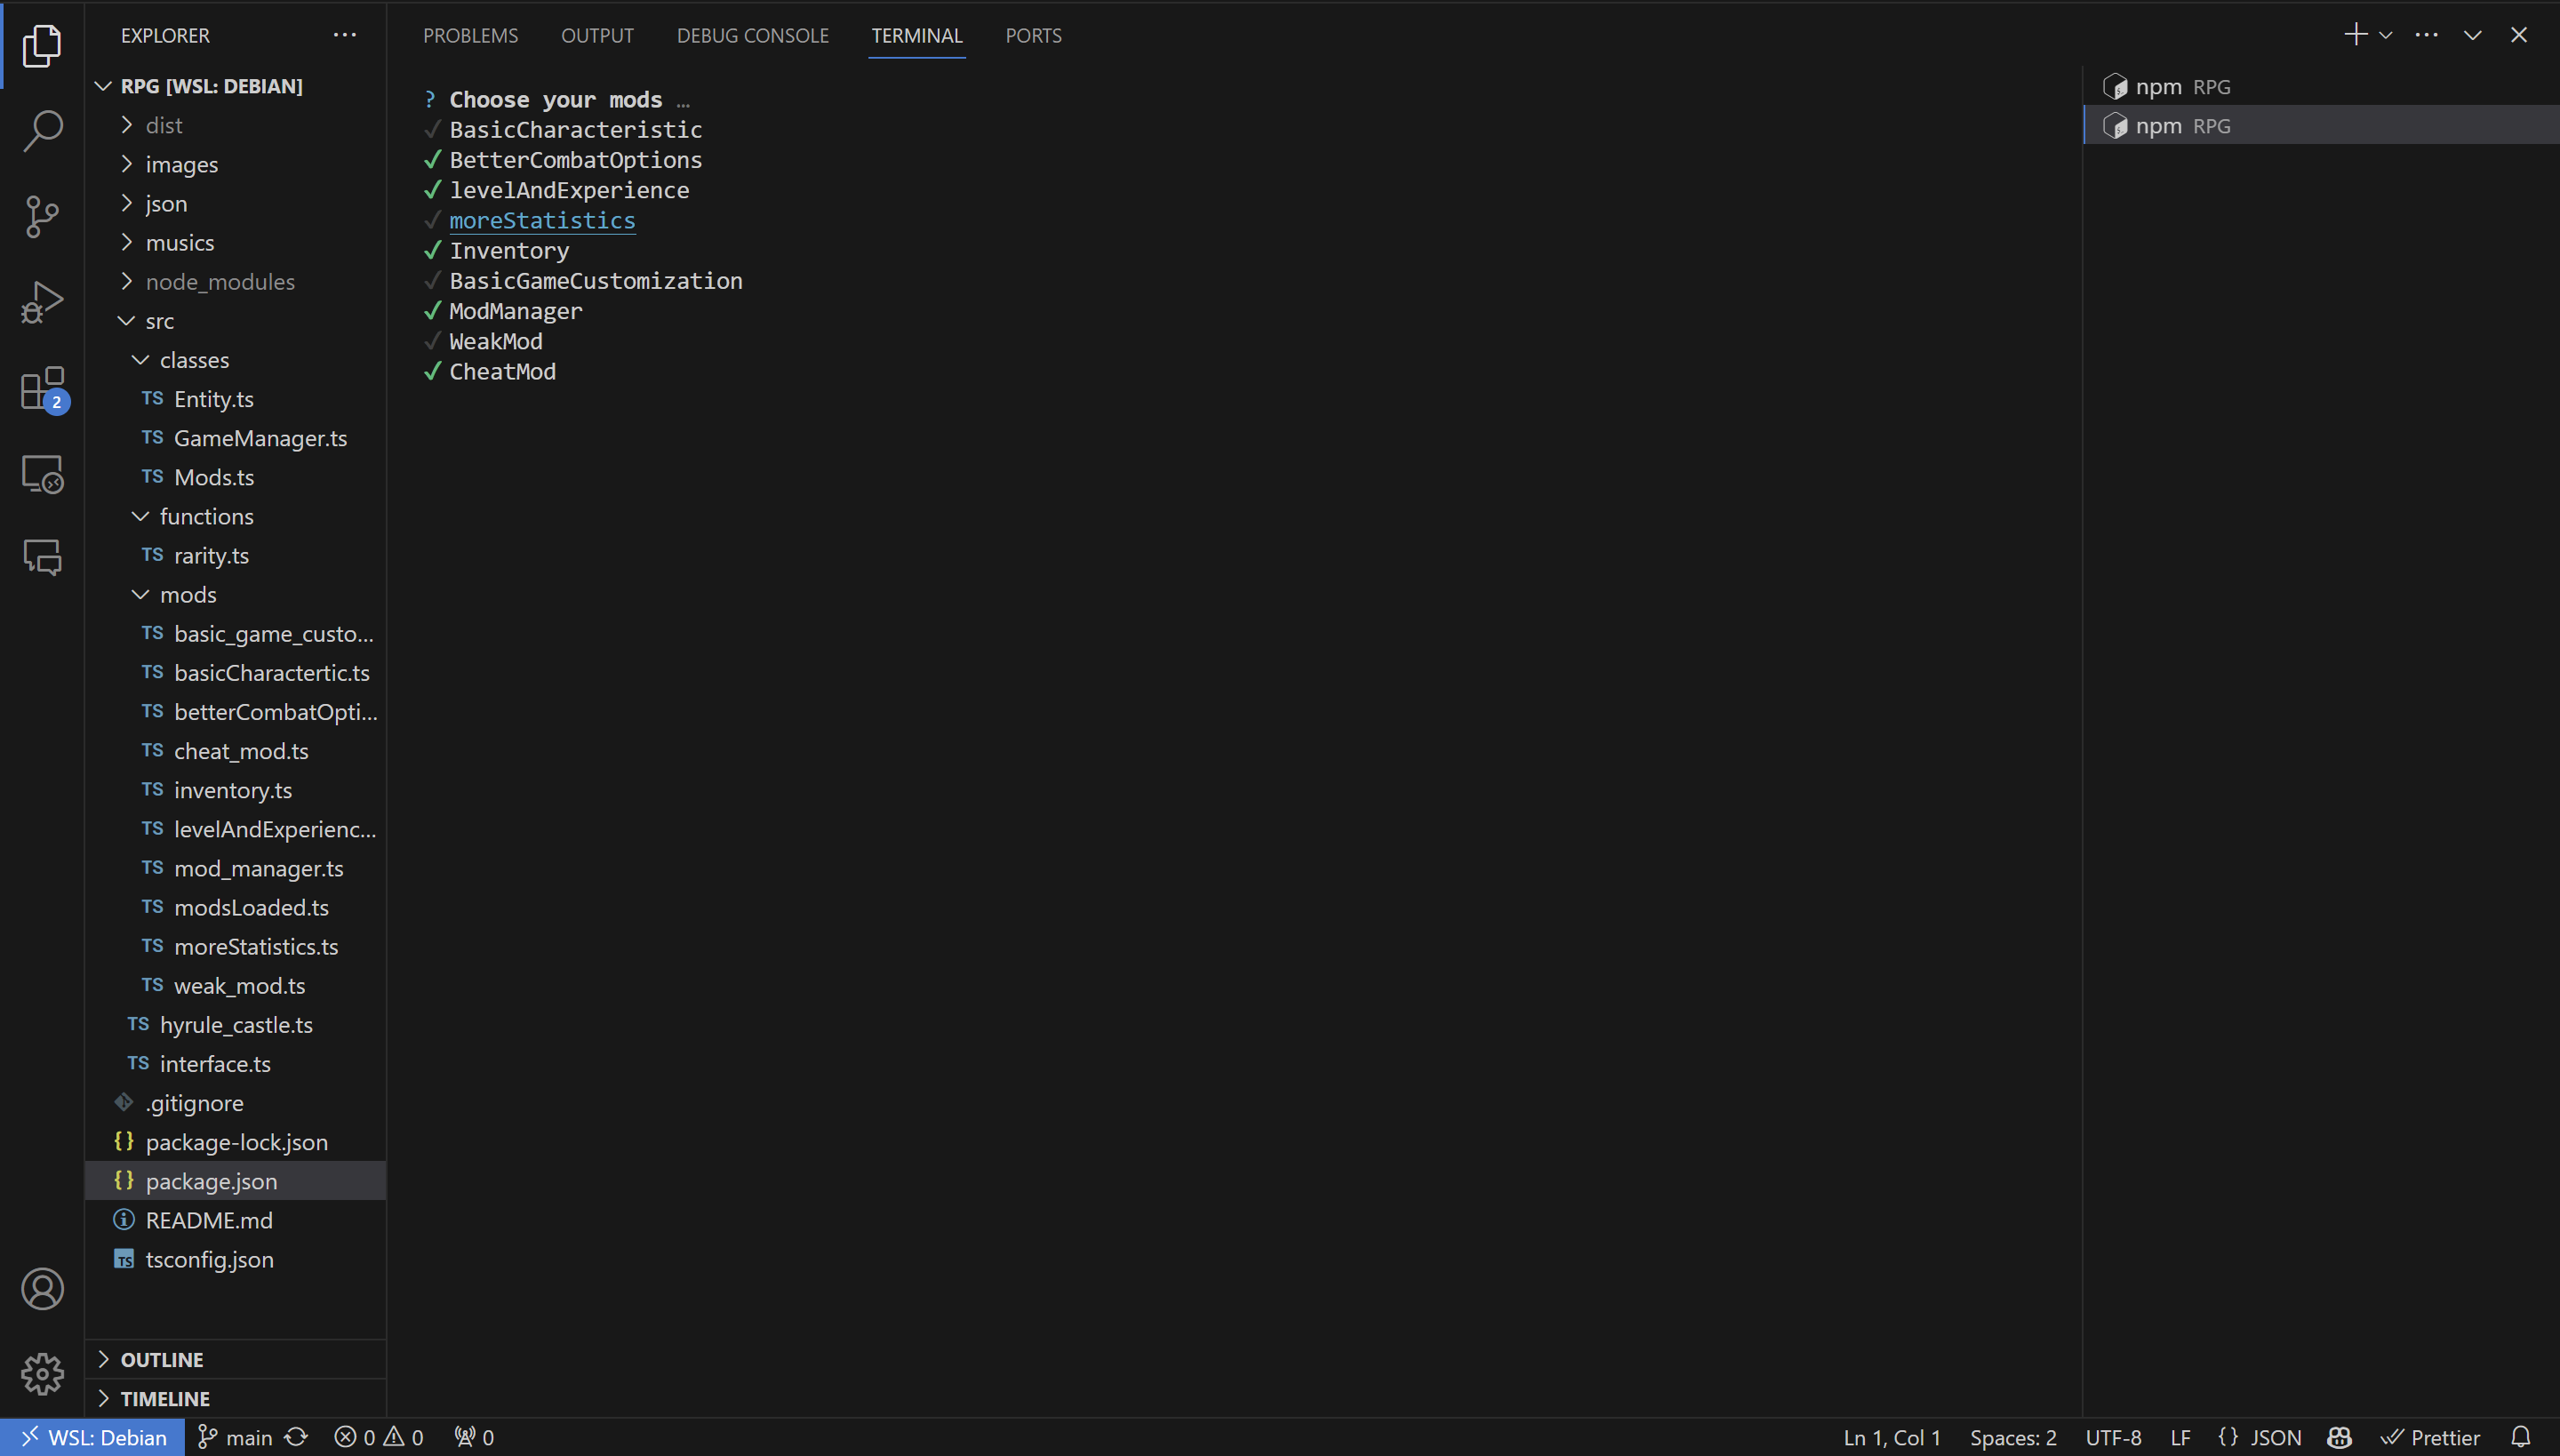 EXPLORER
RPG [WSL: DEBIAN]
dist
images
json
musics
node_modules
src
classes
TS Entity.ts
TS GameManager.ts
TS Mods.ts
functions
TS rarity.ts
mods
TS basic_game_custo...
TS basicCharactertic.ts
TS betterCombatOpti...
TS cheat_mod.ts
TS inventory.ts
TS levelAndExperienc...
TS mod_manager.ts
TS modsLoaded.ts
TS moreStatistics.ts
TS weak_mod.ts
TS hyrule_castle.ts
TS interface.ts
.gitignore
{} package-lock.json
{} package.json
README.md
TS tsconfig.json
OUTLINE
TIMELINE
2
PROBLEMS OUTPUT DEBUG CONSOLE TERMINAL PORTS
? Choose your mods …
✓ BasicCharacteristic
✓ BetterCombatOptions
✓ levelAndExperience
✓ moreStatistics
✓ Inventory
✓ BasicGameCustomization
✓ ModManager
✓ WeakMod
✓ CheatMod
npm RPG
npm RPG
WSL: Debian main 0 0 0 Ln 1, Col 1 Spaces: 2 UTF-8 LF {} JSON Prettier